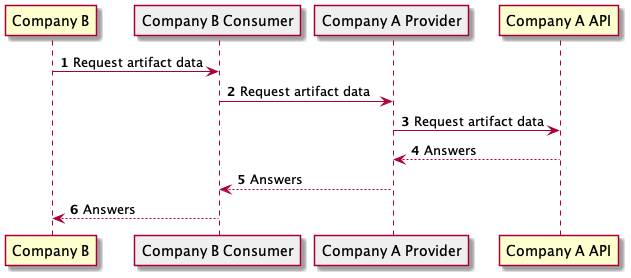 Company B
Company B Consumer
Company A Provider
Company A API
1 Request artifact data
2 Request artifact data
3 Request artifact data
4 Answers
5 Answers
6 Answers
Company B
Company B Consumer
Company A Provider
Company A API